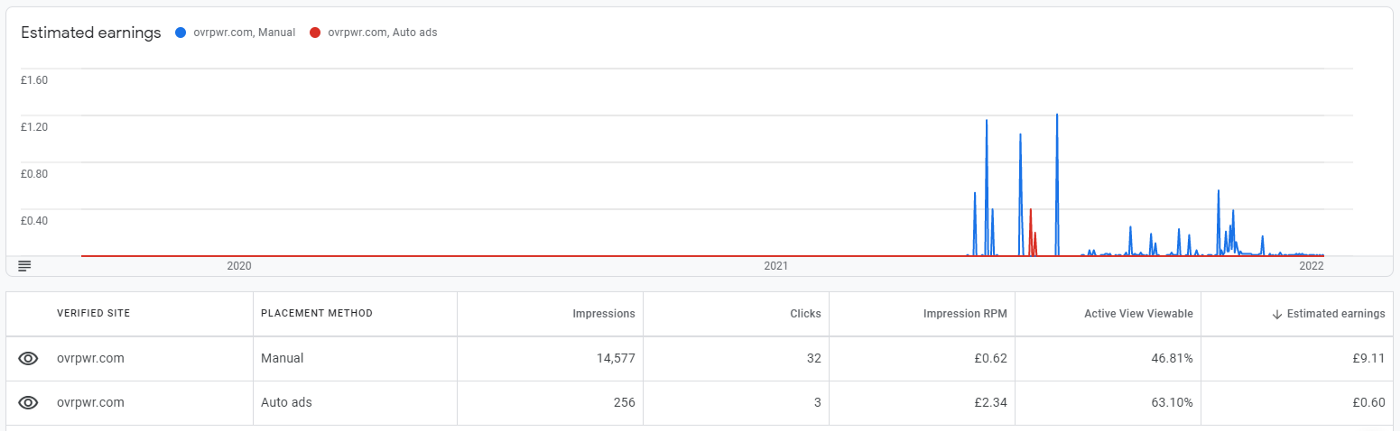 Estimated earnings ovrpwr.com, Manual ovrpwr.com, Auto ads
£1.60
£1.20
£0.80
£0.40
2020 2021 2022
VERIFIED SITE PLACEMENT METHOD Impressions Clicks Impression RPM Active View Viewable Estimated earnings
ovrpwr.com Manual 14,577 32 £0.62 46.81% £9.11
ovrpwr.com Auto ads 256 3 £2.34 63.10% £0.60